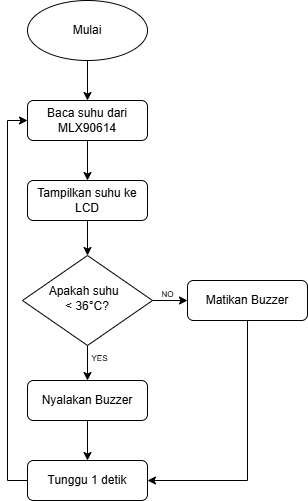 Mulai
Baca suhu dari
MLX90614
Tampilkan suhu ke
LCD
Apakah suhu
< 36°C?
NO
Matikan Buzzer
YES
Nyalakan Buzzer
Tunggu 1 detik